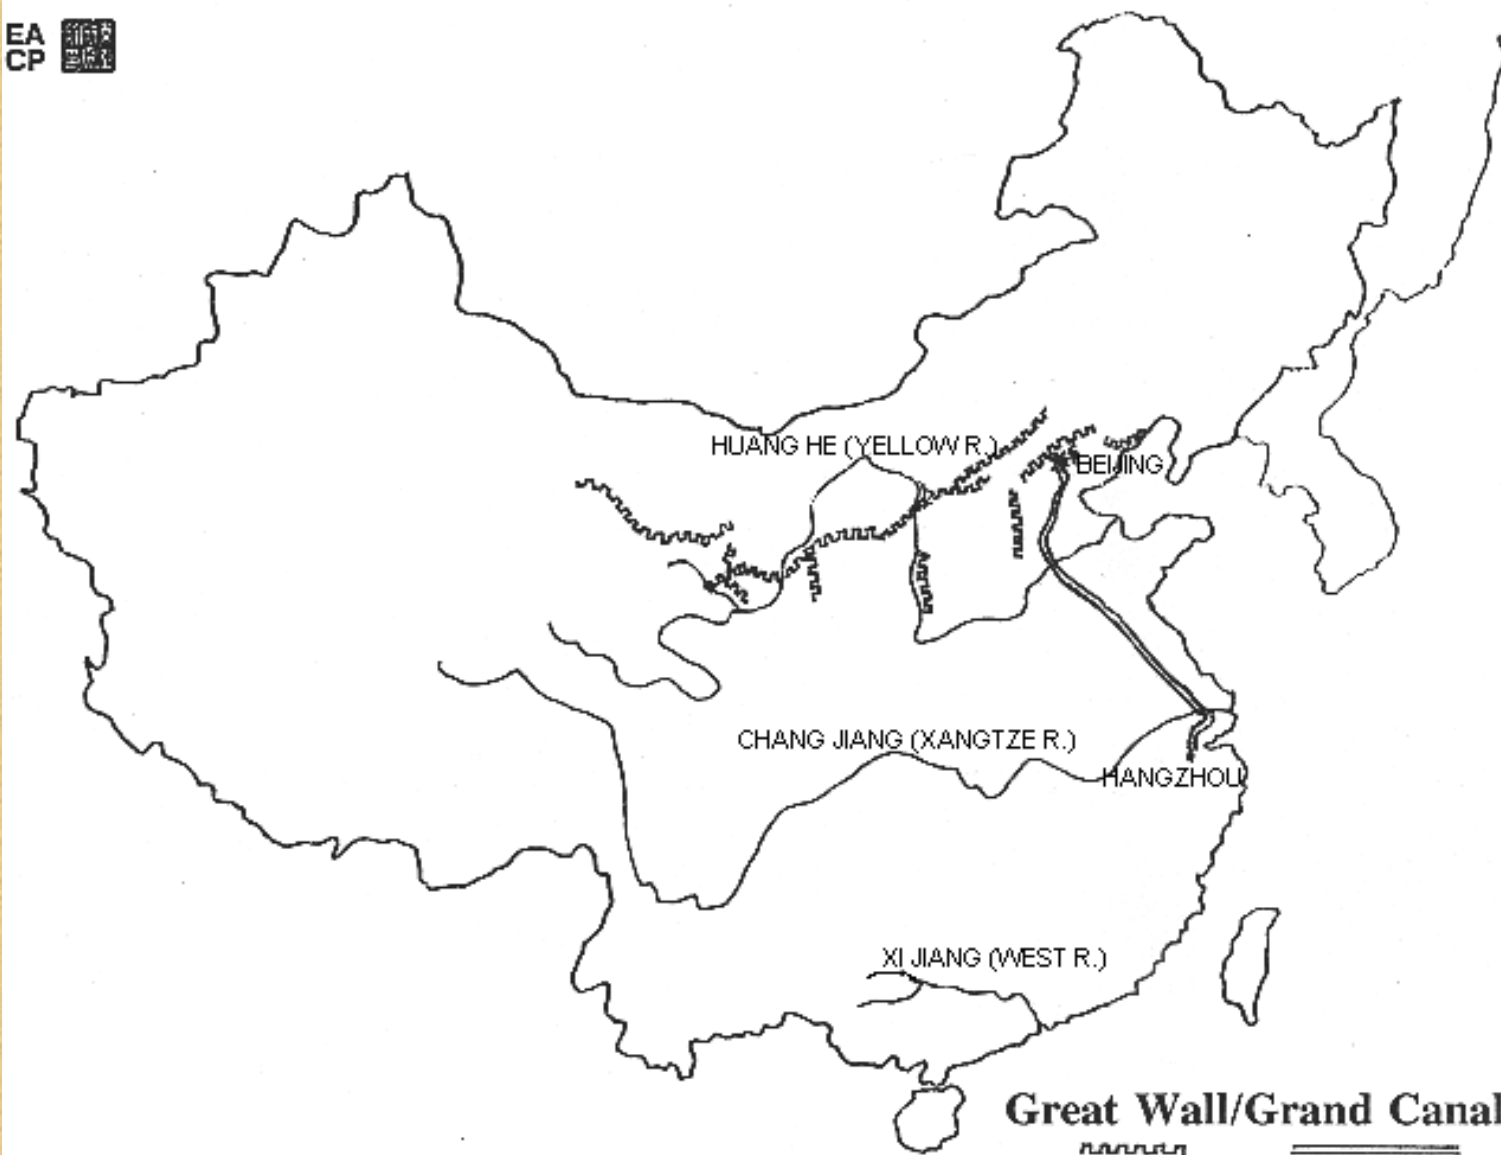 EA
CP
HUANG HE (YELLOW R.)
BEIJING
CHANG JIANG (XANGTZE R.)
HANGZHOU
XI JIANG (WEST R.)
Great Wall/Grand Canal